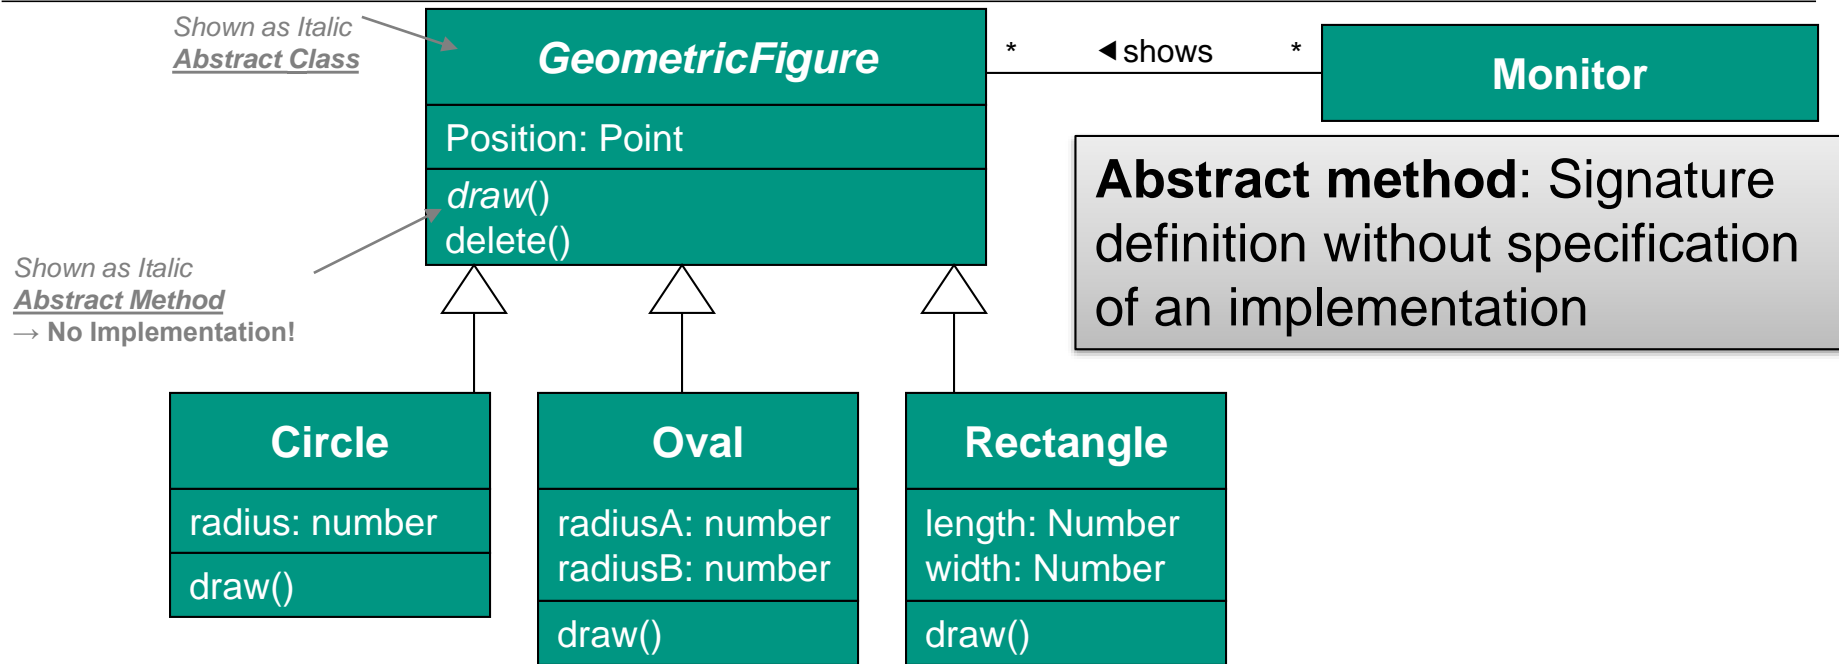 Shown as Italic
Abstract Class
GeometricFigure
* ◄shows *
Monitor
Position: Point
draw()
delete()
Shown as Italic
Abstract Method
→ No Implementation!
Abstract method: Signature
definition without specification
of an implementation
Circle
radius: number
draw()
Oval
radiusA: number
radiusB: number
draw()
Rectangle
length: Number
width: Number
draw()